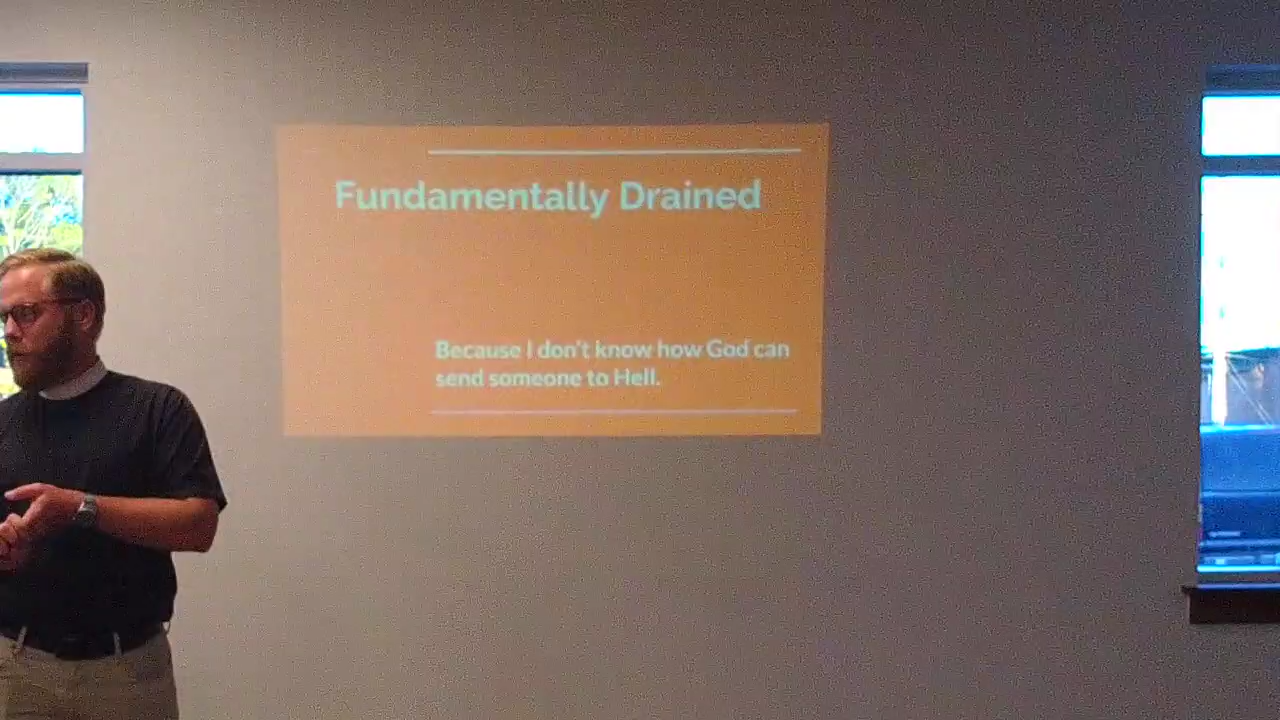 Fundamentally Drained
Because I don't know how God can
send someone to Hell.